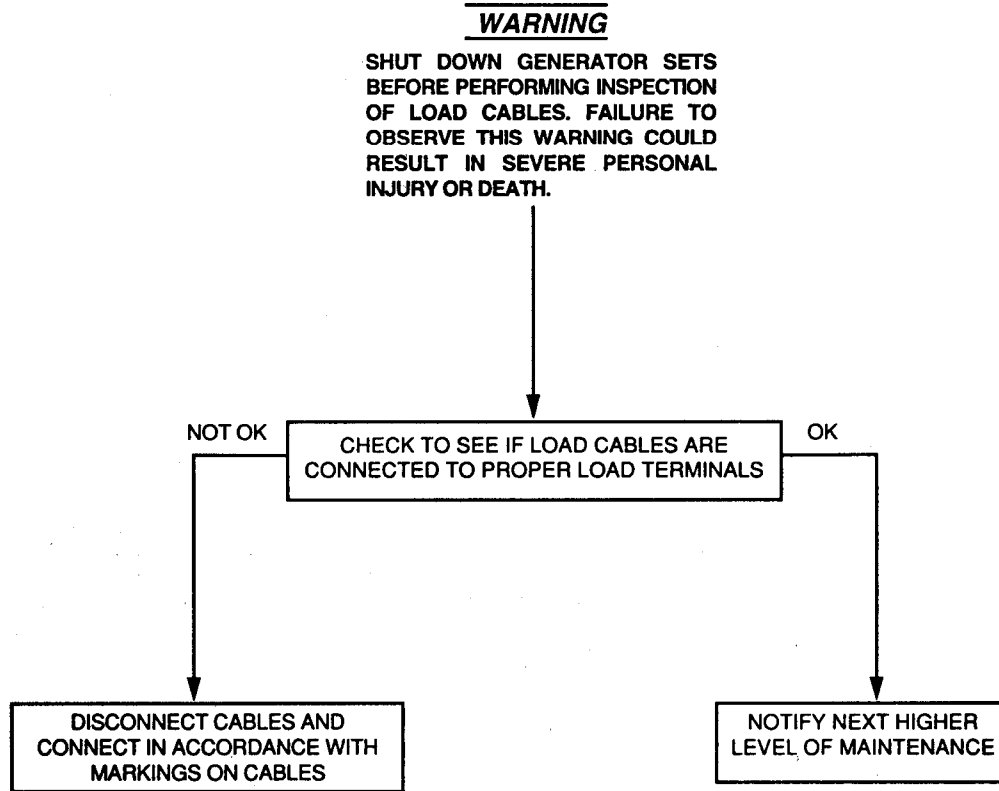 WARNING
SHUT DOWN GENERATOR SETS
BEFORE PERFORMING INSPECTION
OF LOAD CABLES. FAILURE TO
OBSERVE THIS WARNING COULD
RESULT IN SEVERE PERSONAL
INJURY OR DEATH.
NOT OK
OK
CHECK TO SEE IF LOAD CABLES ARE
CONNECTED TO PROPER LOAD TERMINALS
DISCONNECT CABLES AND
CONNECT IN ACCORDANCE WITH
MARKINGS ON CABLES
NOTIFY NEXT HIGHER
LEVEL OF MAINTENANCE